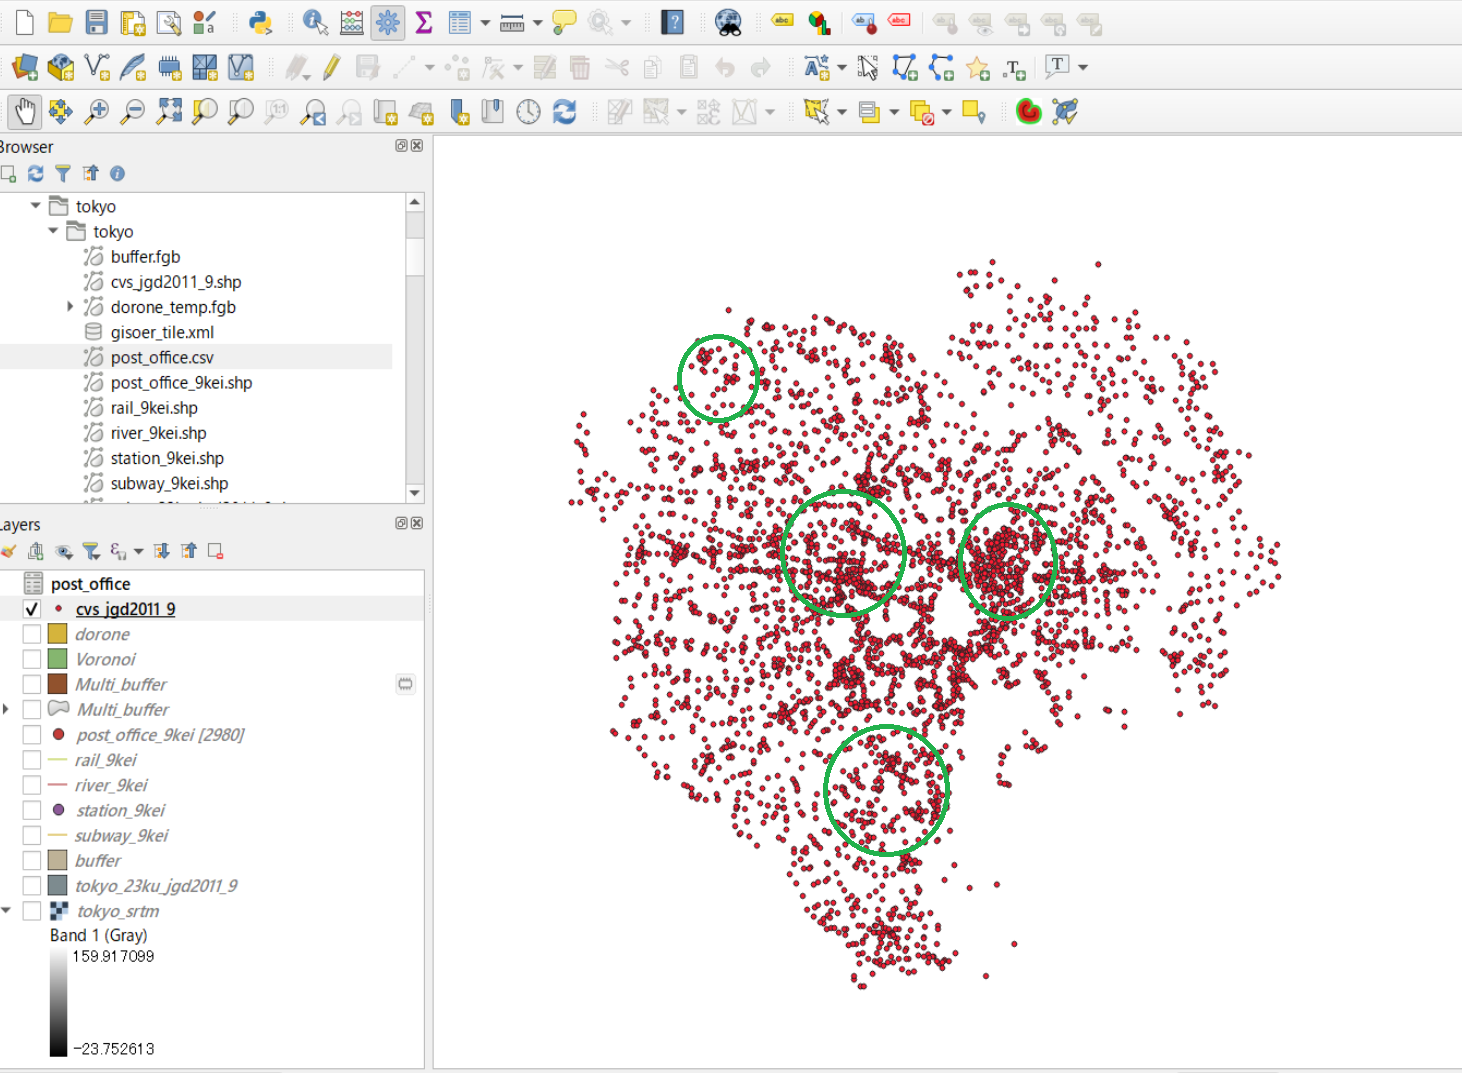 Browser
tokyo
tokyo
buffer.fgb
cvs_jgd2011_9.shp
dorone_temp.fgb
gisoer_tile.xml
post_office.csv
post_office_9kei.shp
rail_9kei.shp
river_9kei.shp
station_9kei.shp
subway_9kei.shp
Layers
post_office
cvs_jgd2011_9
dorone
Voronoi
Multi_buffer
Multi_buffer
post_office_9kei [2980]
rail_9kei
river_9kei
station_9kei
subway_9kei
buffer
tokyo_23ku_jgd2011_9
tokyo_srtm
Band 1 (Gray)
159.917099
-23.752613